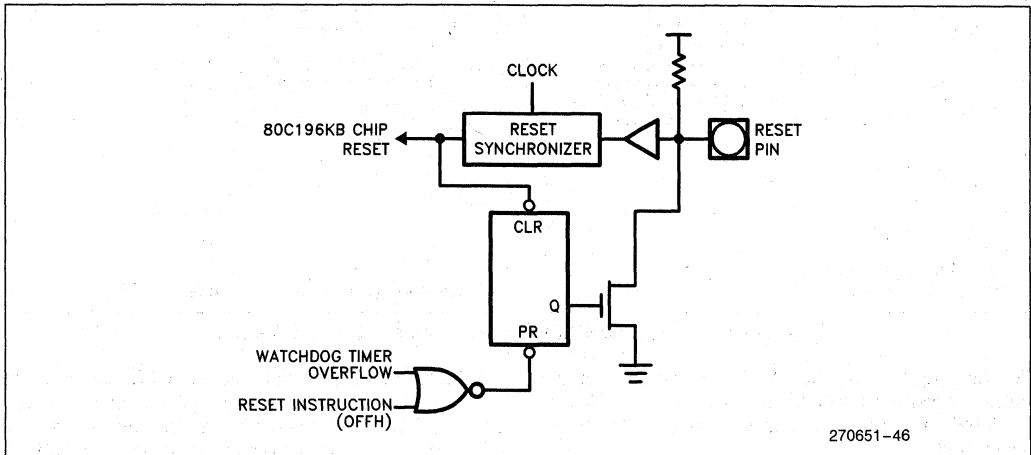 CLOCK
80C196KB CHIP
RESET
RESET
SYNCHRONIZER
RESET
PIN
CLR
Q
PR
WATCHDOG TIMER
OVERFLOW
RESET INSTRUCTION
(OFFH)
270651-46